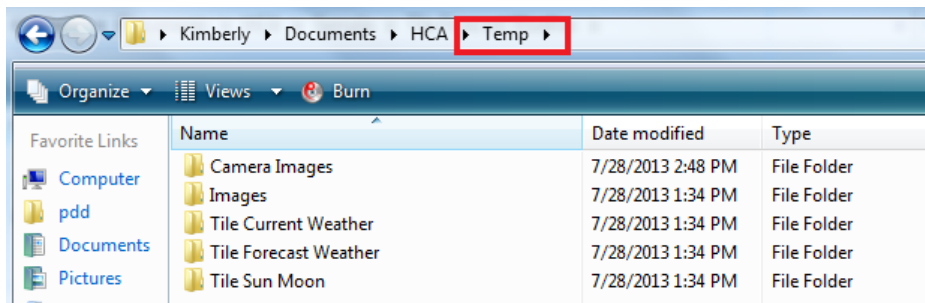 Kimberly Documents HCA Temp
Organize Views Burn
Favorite Links Name Date modified Type
Computer Camera Images 7/28/2013 2:48 PM File Folder
pdd Images 7/28/2013 1:34 PM File Folder
Tile Current Weather 7/28/2013 1:34 PM File Folder
Documents Tile Forecast Weather 7/28/2013 1:34 PM File Folder
Pictures Tile Sun Moon 7/28/2013 1:34 PM File Folder